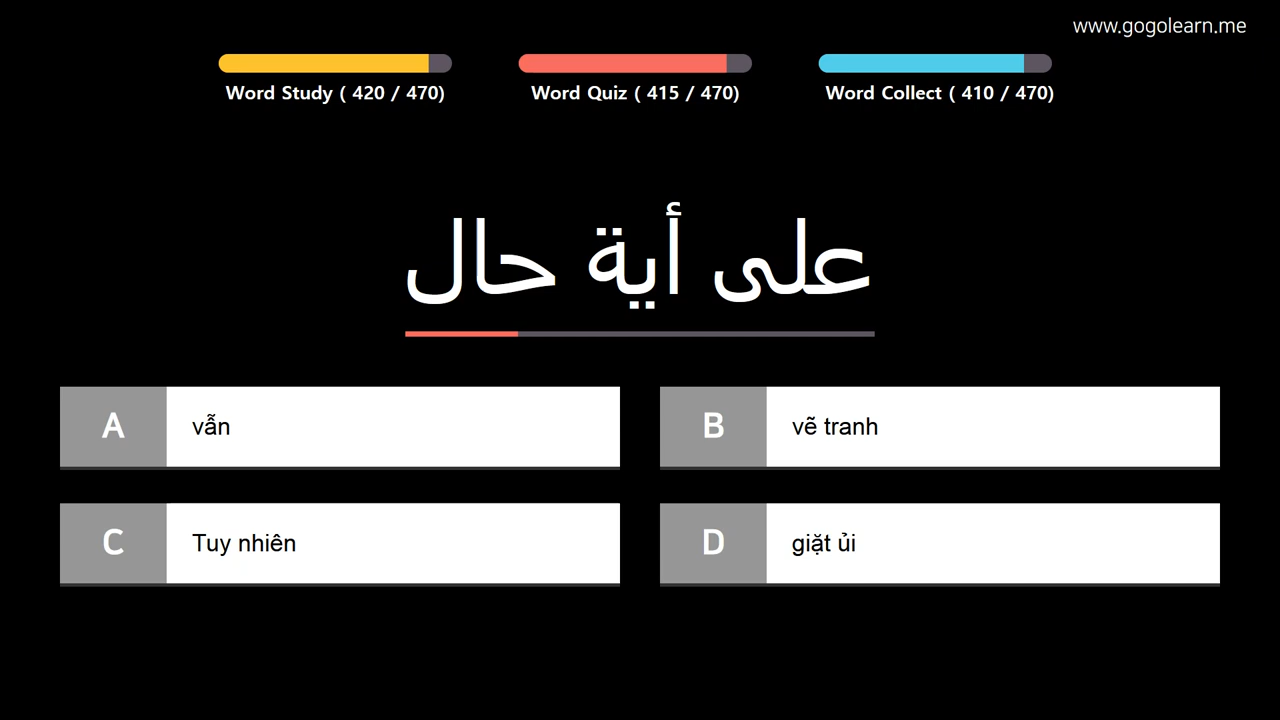 www.gogolearn.me
Word Study ( 420 / 470)
Word Quiz ( 415 / 470)
Word Collect ( 410 / 470)
على أية حال
A vẫn
B vẽ tranh
C Tuy nhiên
D giặt ủi